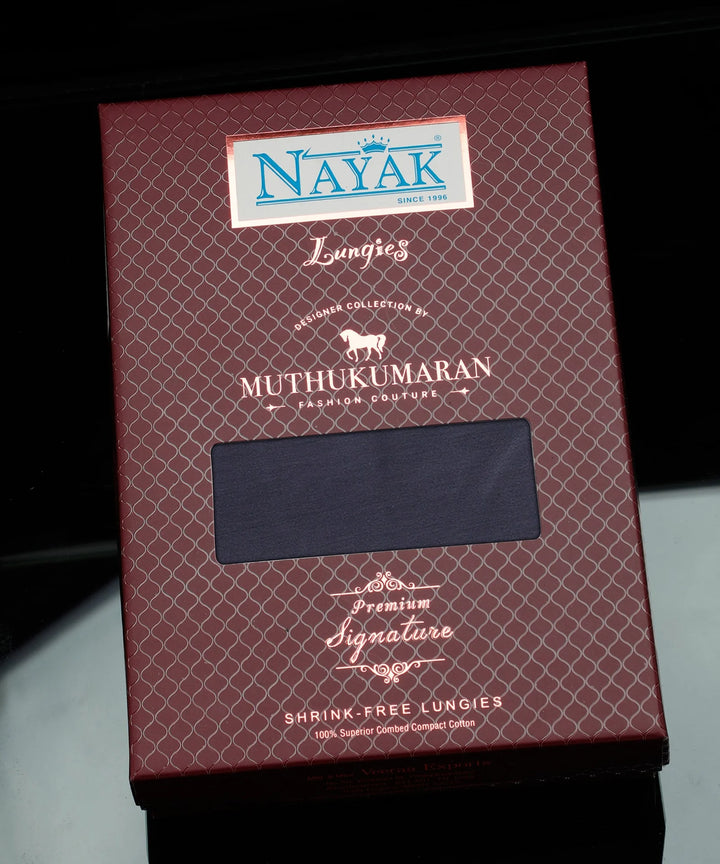 NAYAK®
SINCE 1996
Lungies
DESIGNER COLLECTION BY
MUTHUKUMARAN
FASHION COUTURE
Premium
Signature
SHRINK-FREE LUNGIES
100% Superior Combed Compact Cotton
Exports